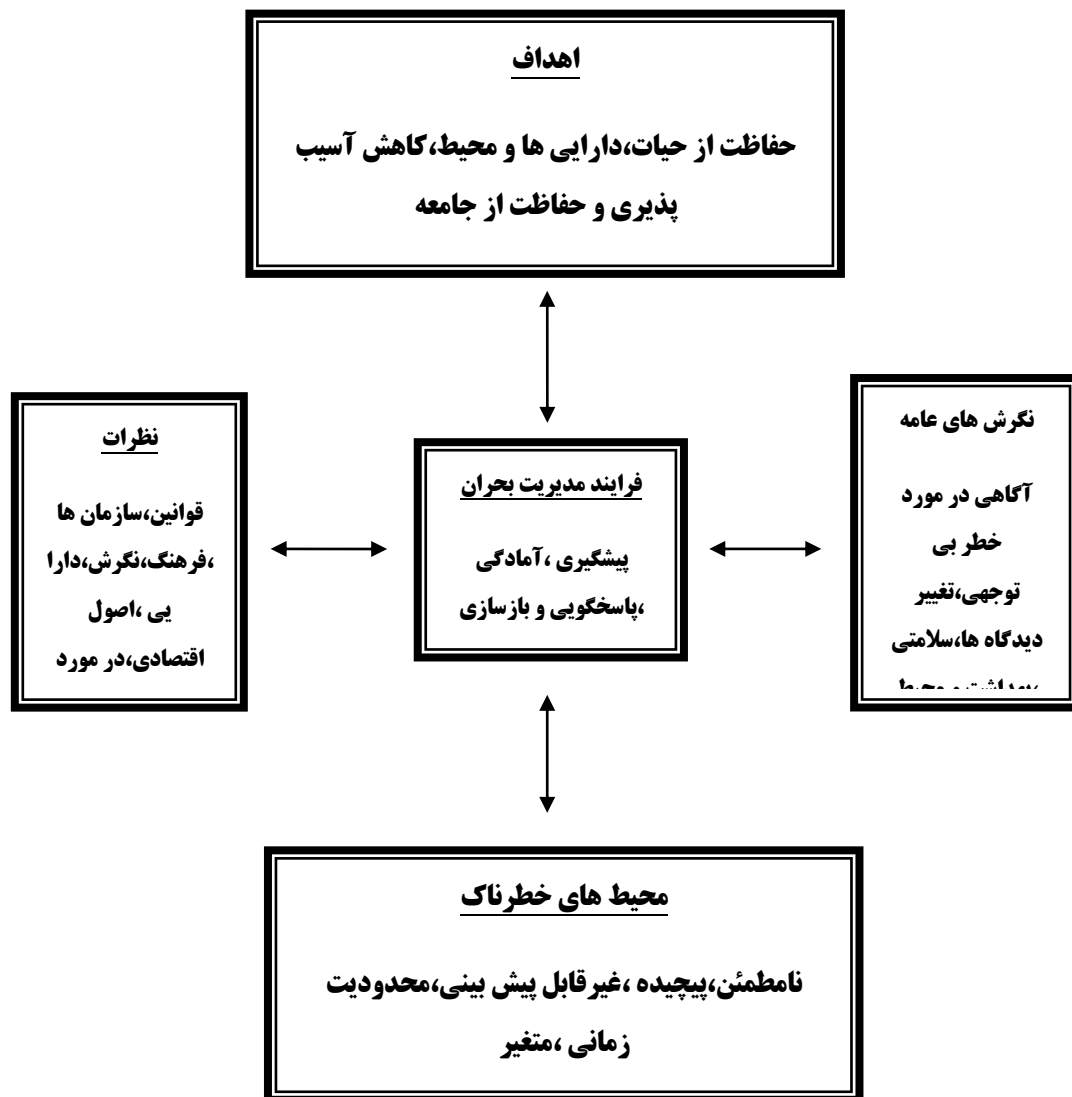 اهداف
حفاظت از حیات،دارایی ها و محیط،کاهش آسیب
پذیری و حفاظت از جامعه
نگرش های عامه
آگاهی در مورد
خطر بی
توجهی،تغییر
دیدگاه ها،سلامتی
فرایند مدیریت بحران
پیشگیری ،آمادگی
،پاسخگویی و بازسازی
نظرات
قوانین،سازمان ها
،فرهنگ،نگرش،دارا
یی ،اصول
اقتصادی،در مورد
محیط های خطرناک
نامطمئن،پیچیده ،غیرقابل پیش بینی،محدودیت
زمانی ،متغیر